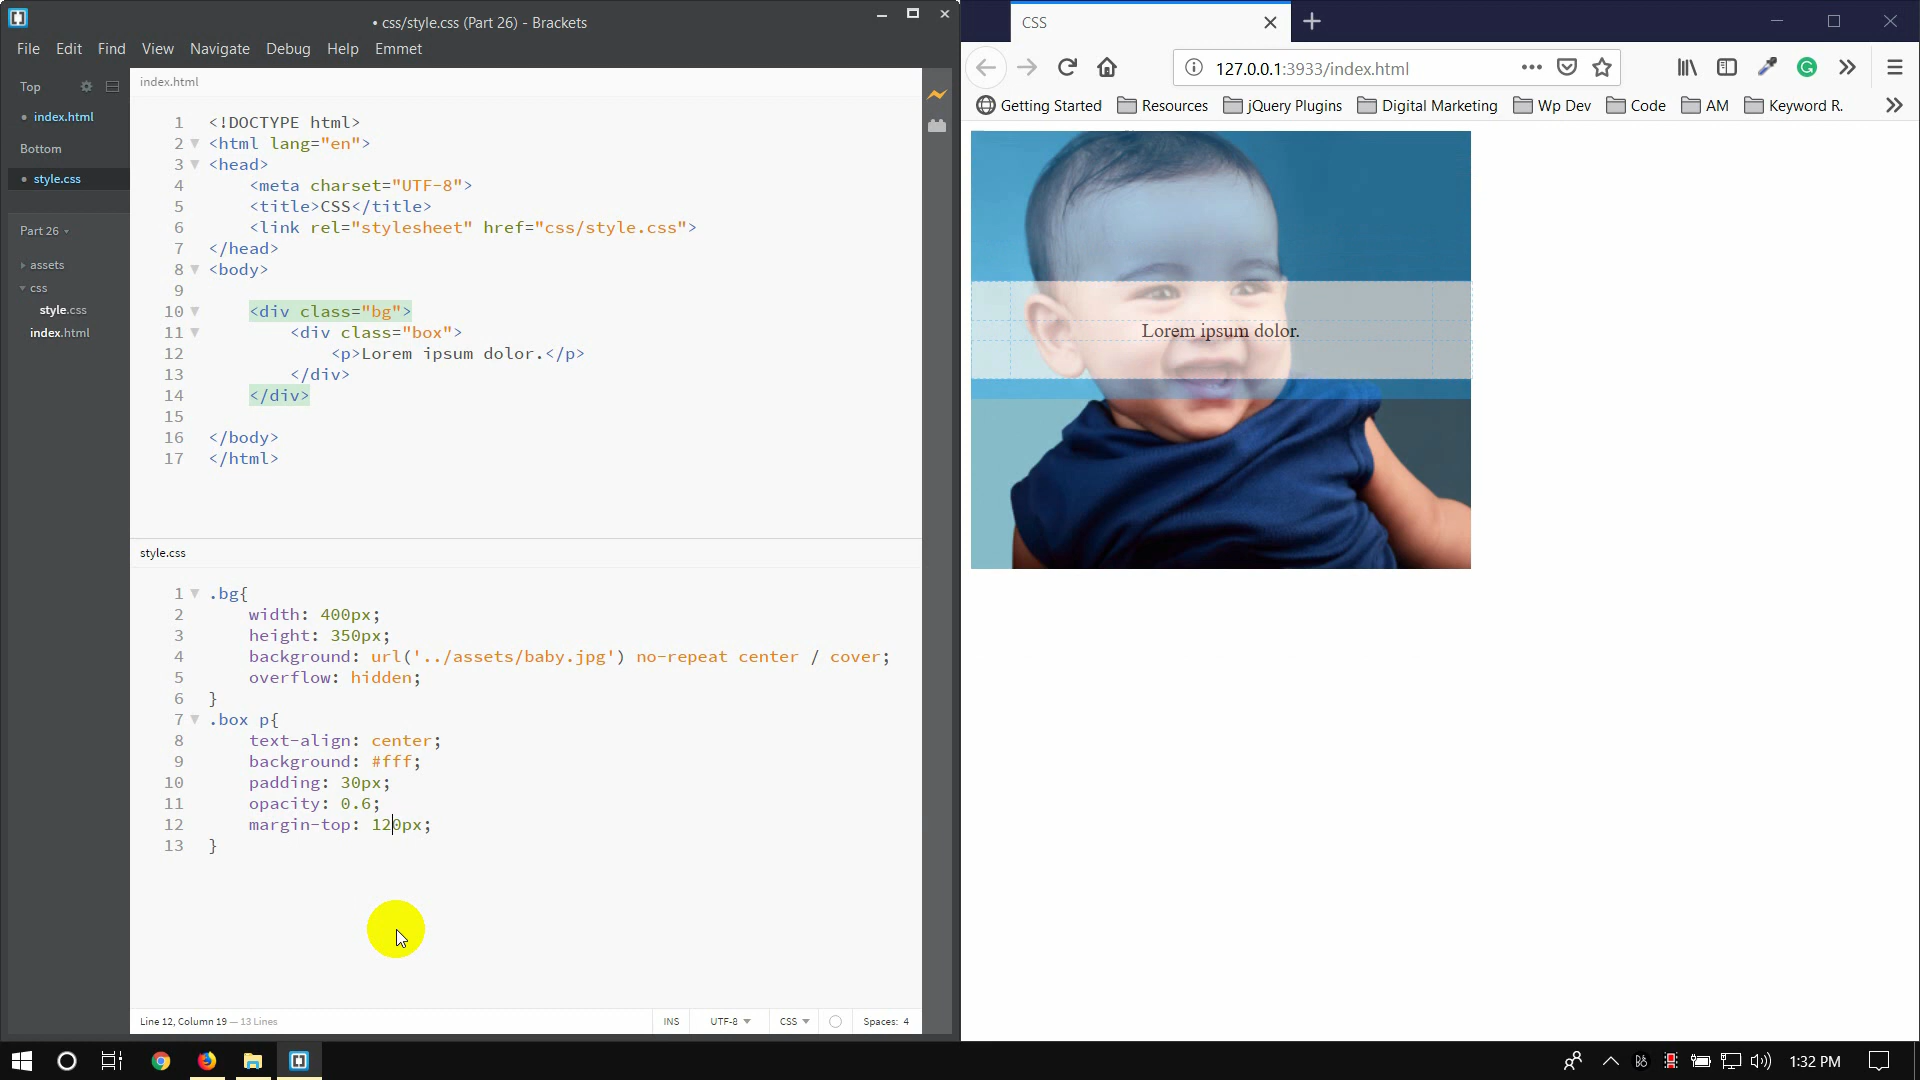 • css/style.css (Part 26) - Brackets
File Edit Find View Navigate Debug Help Emmet
Top
• index.html
Bottom
• style.css
Part 26
assets
css
style.css
index.html
index.html
1 <!DOCTYPE html>
2 <html lang="en">
3 <head>
4 <meta charset="UTF-8">
5 <title>CSS</title>
6 <link rel="stylesheet" href="css/style.css">
7 </head>
8 <body>
9
10 <div class="bg">
11 <div class="box">
12 <p>Lorem ipsum dolor.</p>
13 </div>
14 </div>
15
16 </body>
17 </html>
style.css
1 .bg{
2 width: 400px;
3 height: 350px;
4 background: url('../assets/baby.jpg') no-repeat center / cover;
5 overflow: hidden;
6 }
7 .box p{
8 text-align: center;
9 background: #fff;
10 padding: 30px;
11 opacity: 0.6;
12 margin-top: 120px;
13 }
Line 12, Column 19 — 13 Lines
INS UTF-8 CSS Spaces: 4
CSS
127.0.0.1:3933/index.html
Getting Started Resources jQuery Plugins Digital Marketing Wp Dev Code AM Keyword R.
Lorem ipsum dolor.
1:32 PM